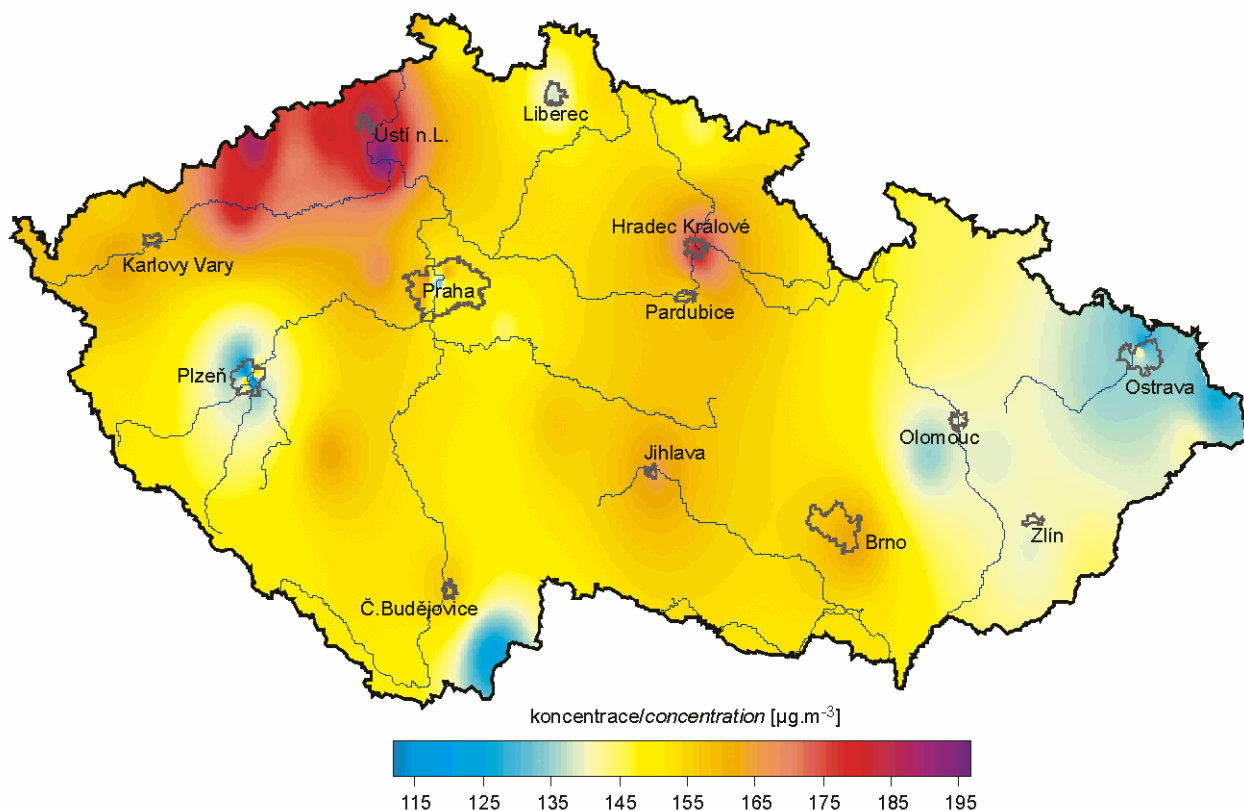 Liberec
Ústí n.L.
Hradec Králové
Karlovy Vary
Praha
Pardubice
Plzeň
Ostrava
Olomouc
Jihlava
Zlín
Brno
Č.Budějovice
koncentrace/concentration [µg.m⁻³]
115 125 135 145 155 165 175 185 195